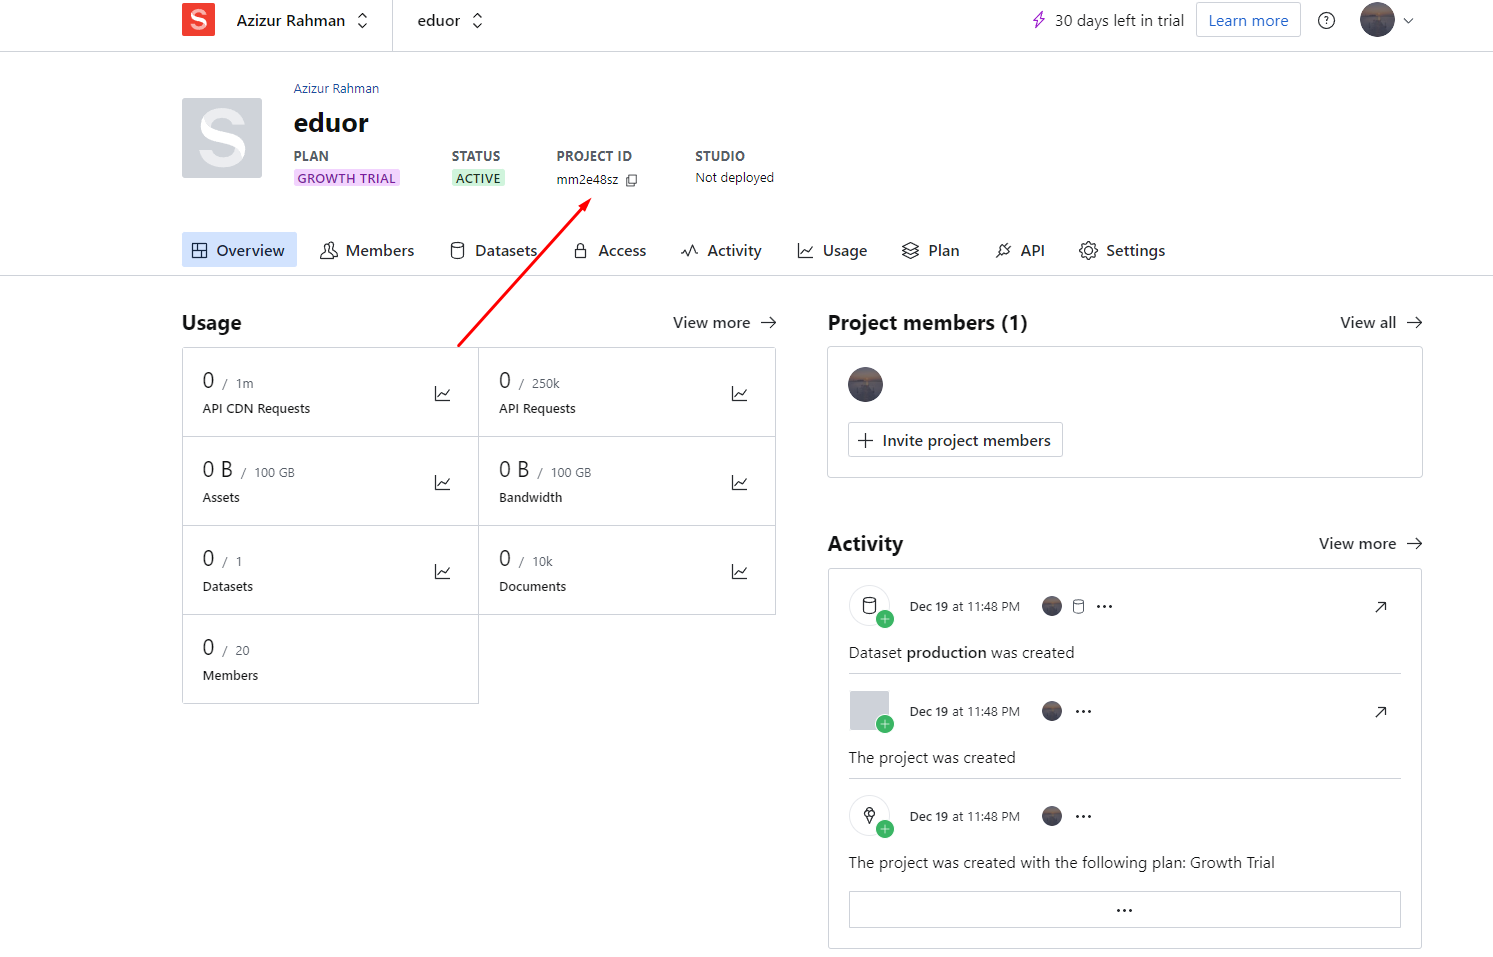 S Azizur Rahman eduor 30 days left in trial Learn more ?
Azizur Rahman
S
eduor
PLAN STATUS PROJECT ID STUDIO
GROWTH TRIAL ACTIVE mm2e48sz Not deployed
Overview Members Datasets Access Activity Usage Plan API Settings
Usage View more
0 / 1m
API CDN Requests
0 / 250k
API Requests
0 B / 100 GB
Assets
0 B / 100 GB
Bandwidth
0 / 1
Datasets
0 / 10k
Documents
0 / 20
Members
Project members (1) View all
Invite project members
Activity View more
Dec 19 at 11:48 PM
Dataset production was created
Dec 19 at 11:48 PM
The project was created
Dec 19 at 11:48 PM
The project was created with the following plan: Growth Trial